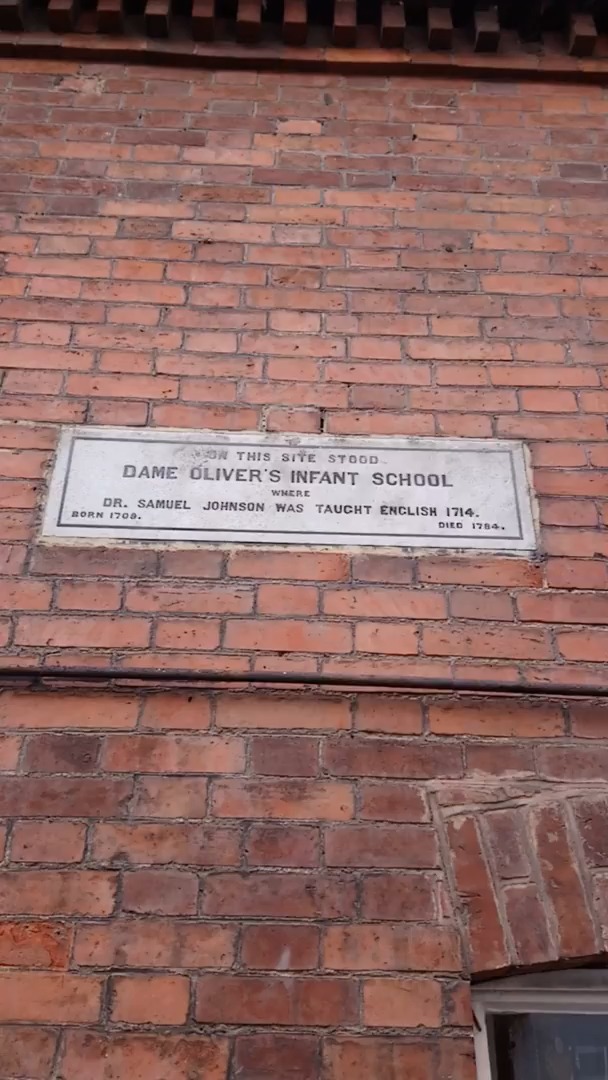 ON THIS SITE STOOD
DAME OLIVER'S INFANT SCHOOL
WHERE
DR. SAMUEL JOHNSON WAS TAUGHT ENGLISH 1714.
BORN 1709.
DIED 1784.